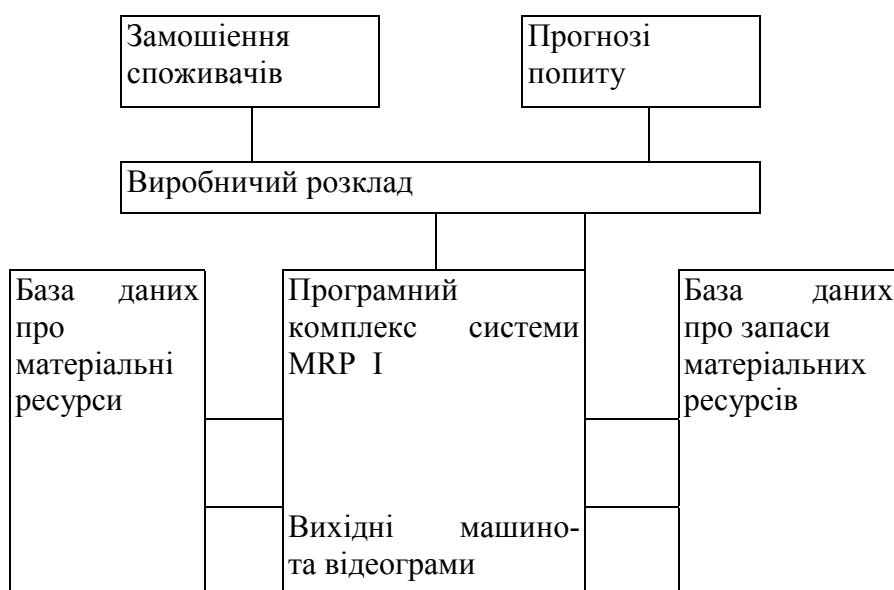 Замошіення
споживачів
Прогнозі
попиту
Виробничий розклад
База даних
про
матеріальні
ресурси
Програмний
комплекс системи
MRP I
Вихідні машино-
та відеограми
База даних
про запаси
матеріальних
ресурсів